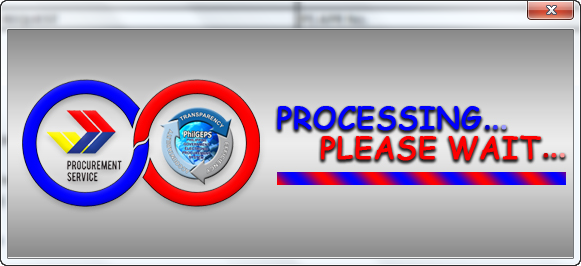 PROCUREMENT
SERVICE
TRANSPARENCY
PhilGEPS
PROCESSING...
PLEASE WAIT...